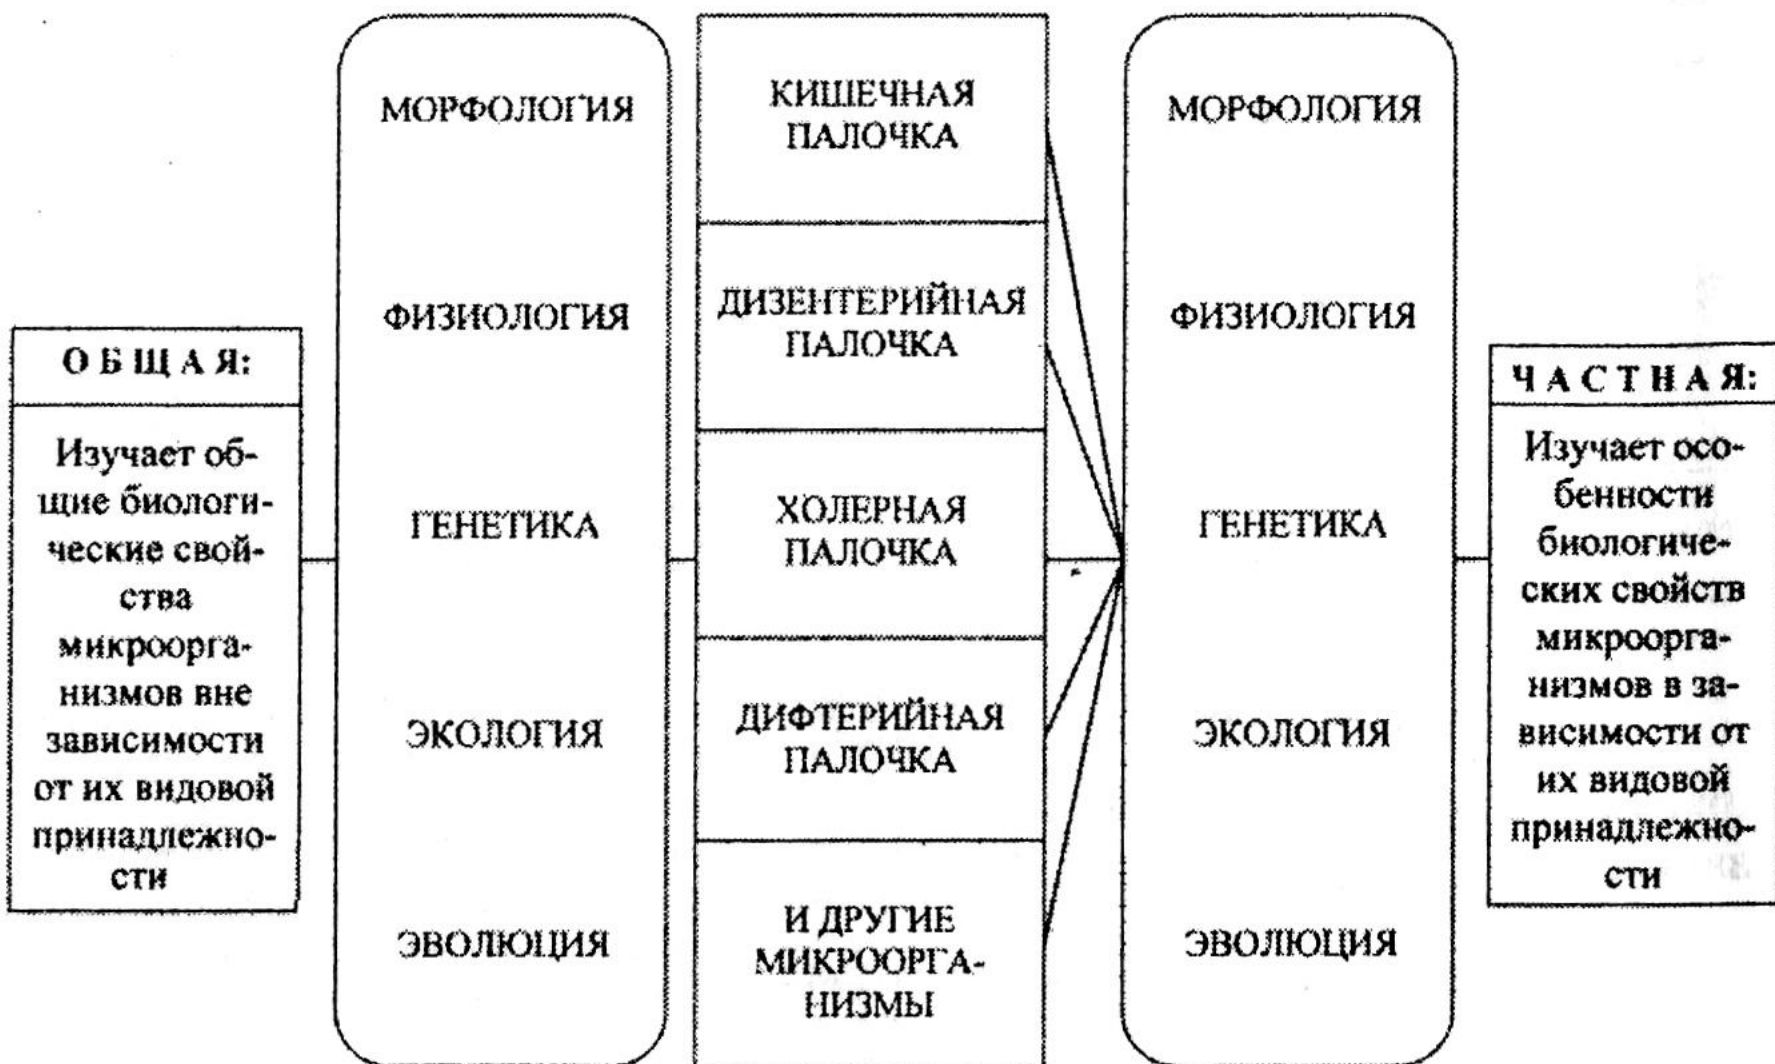 О Б Щ А Я:
Изучает об-
щие биологи-
ческие свой-
ства
микроорга-
низмов вне
зависимости
от их видовой
принадлежно-
сти
МОРФОЛОГИЯ
ФИЗИОЛОГИЯ
ГЕНЕТИКА
ЭКОЛОГИЯ
ЭВОЛЮЦИЯ
КИШЕЧНАЯ
ПАЛОЧКА
ДИЗЕНТЕРИЙНАЯ
ПАЛОЧКА
ХОЛЕРНАЯ
ПАЛОЧКА
ДИФТЕРИЙНАЯ
ПАЛОЧКА
И ДРУГИЕ
МИКРООРГА-
НИЗМЫ
МОРФОЛОГИЯ
ФИЗИОЛОГИЯ
ГЕНЕТИКА
ЭКОЛОГИЯ
ЭВОЛЮЦИЯ
Ч А С Т Н А Я:
Изучает осо-
бенности
биологиче-
ских свойств
микроорга-
низмов в за-
висимости от
их видовой
принадлежно-
сти